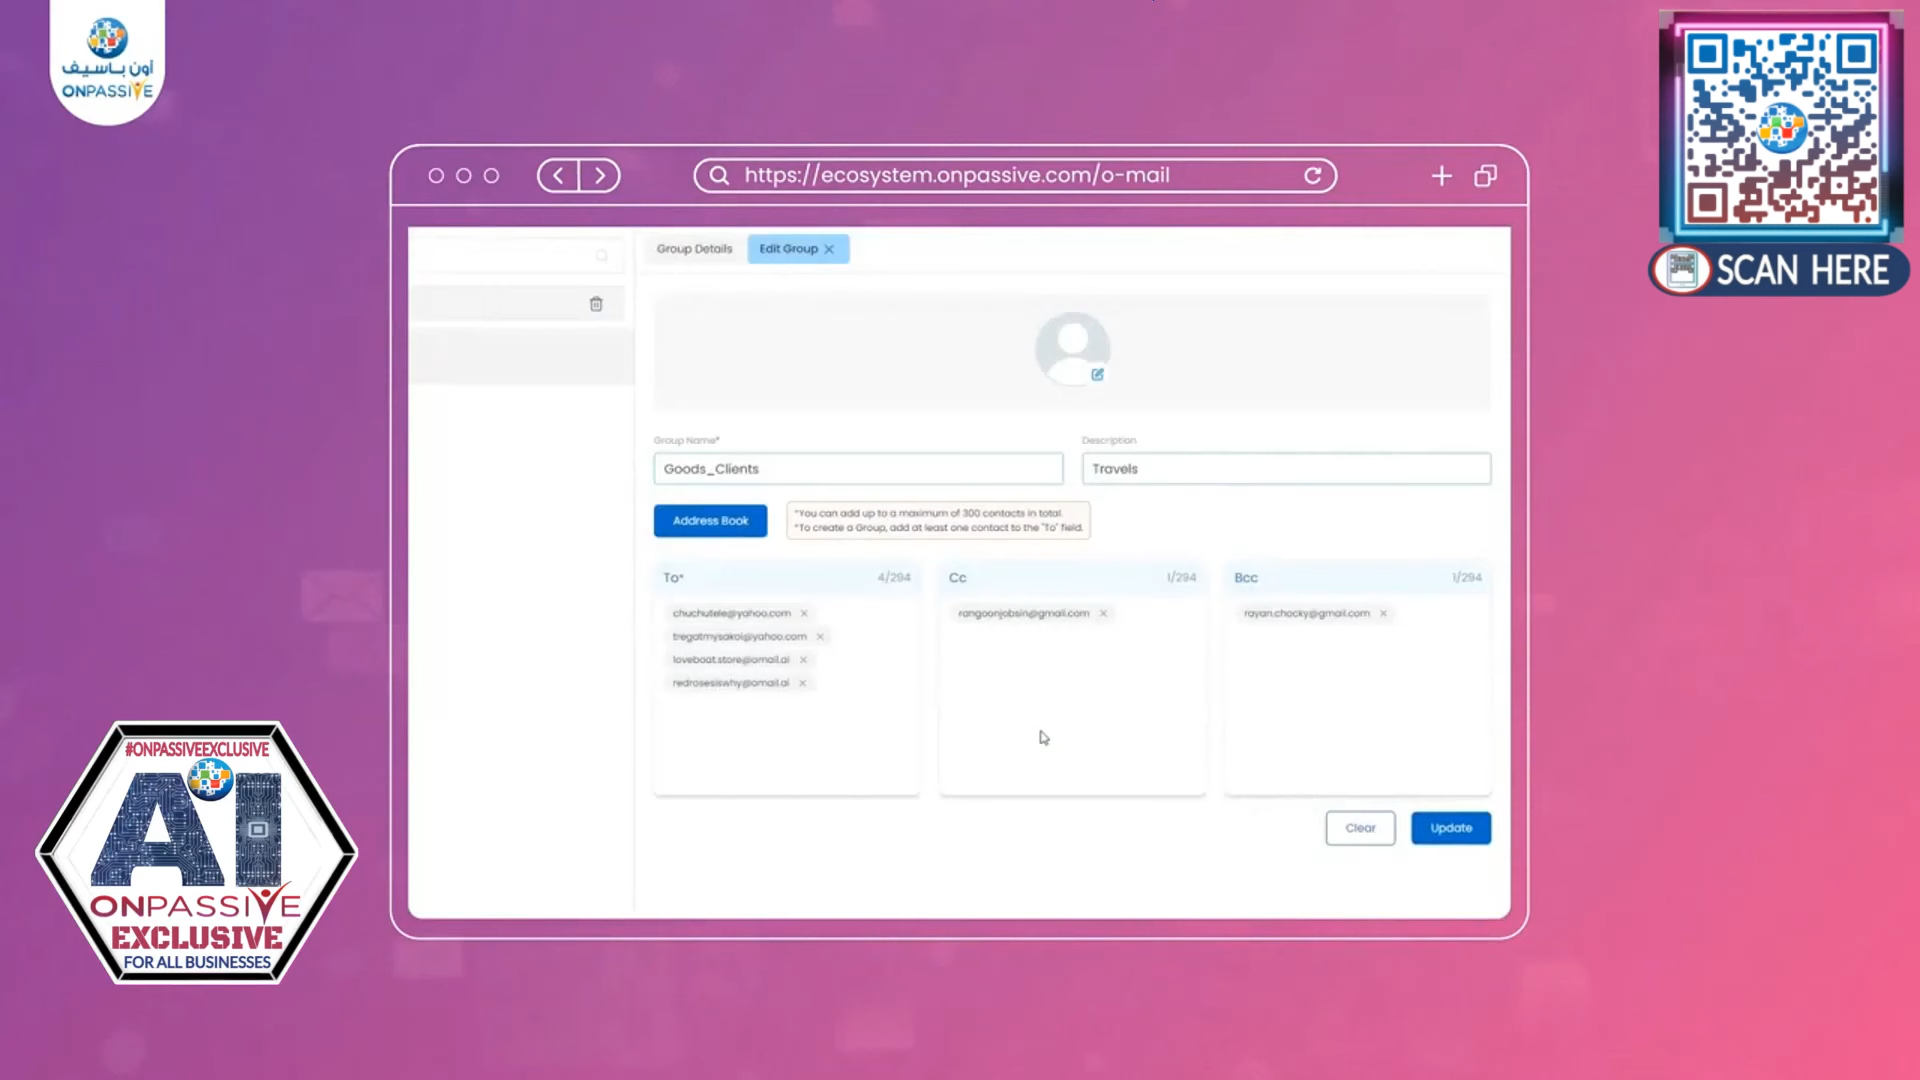 أون باسيف
ONPASSIVE
https://ecosystem.onpassive.com/o-mail
SCAN HERE
Group Details
Edit Group
Group Name*
Description
Goods_Clients
Travels
Address Book
*You can add up to a maximum of 300 contacts in total.
*To create a Group, add at least one contact to the "To" field.
To*
4/294
Cc
1/294
Bcc
1/294
chuchutele@yahoo.com
tregatmysakoi@yahoo.com
loveboat.store@omail.ai
redrosesiswhy@omail.ai
rangoonjobsin@gmail.com
rayan.chocky@gmail.com
Clear
Update
#ONPASSIVEEXCLUSIVE
AI
ONPASSIVE
EXCLUSIVE
FOR ALL BUSINESSES